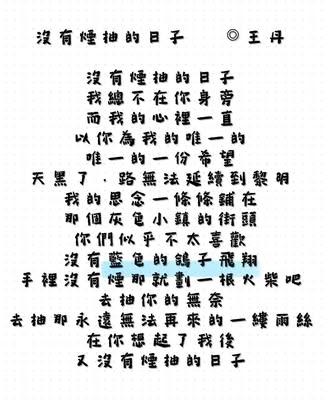 沒有煙抽的日子　◎王丹
沒有煙抽的日子
我總不在你身旁
而我的心裡一直
以你為我的唯一的
唯一的一份希望
天黑了，路無法延續到黎明
我的思念一條條鋪在
那個灰色小鎮的街頭
你們似乎不太喜歡
沒有藍色的鴿子飛翔
手裡沒有煙那就劃一根火柴吧
去抽你的無奈
去抽那永遠無法再來的一縷雨絲
在你想起了我後
又沒有煙抽的日子